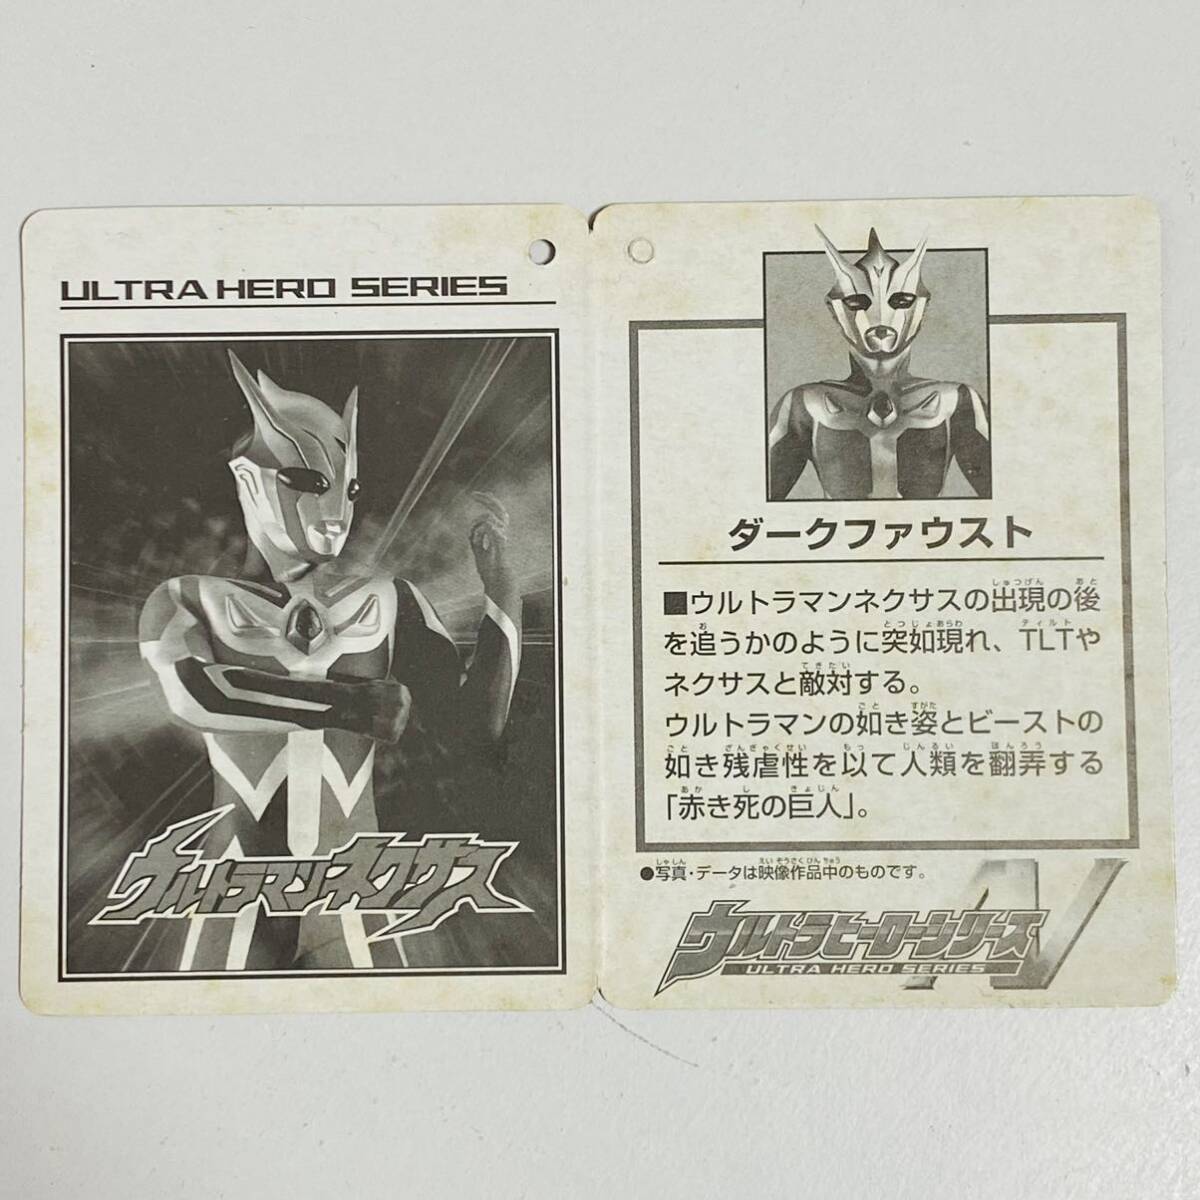 ULTRA HERO SERIES
ウルトラマンネクサス
ダークファウスト
■ウルトラマンネクサスの出現の後
を追うかのように突如現れ、TLTや
ネクサスと敵対する。
ウルトラマンの如き姿とビーストの
如き残虐性を以て人類を翻弄する
「赤き死の巨人」。
●写真・データは映像作品中のものです。
ウルトラヒーローシリーズ N
ULTRA HERO SERIES